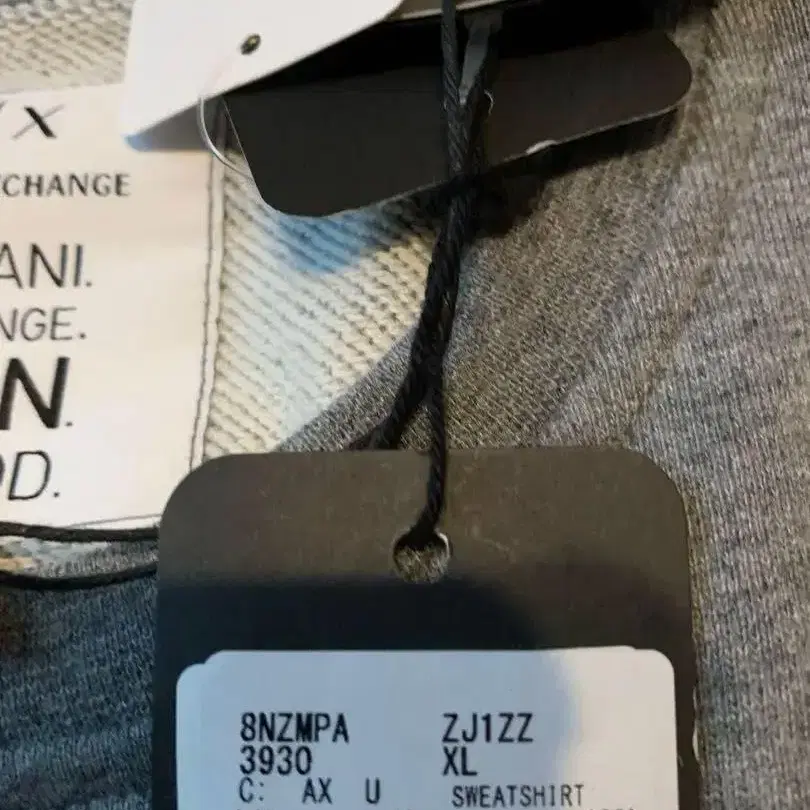 X
CHANGE
ANI.
NGE.
N.
OD.
8NZMPA ZJ1ZZ
3930 XL
C: AX U SWEATSHIRT